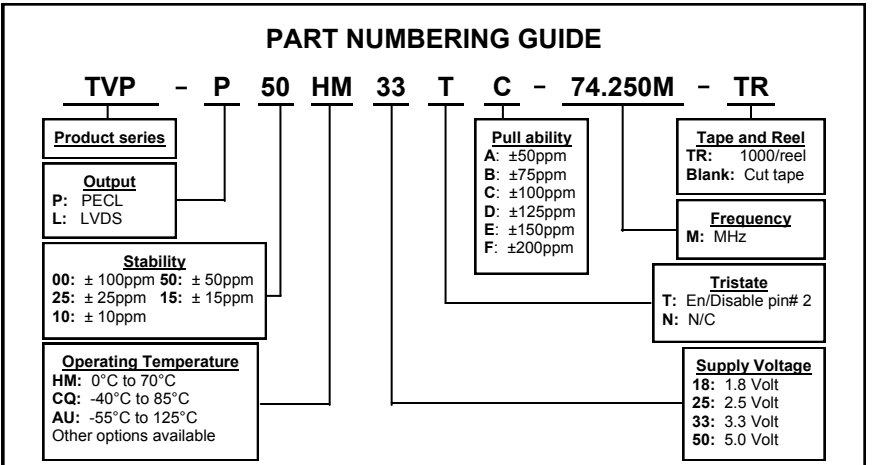 PART NUMBERING GUIDE
TVP - P 50 HM 33 T C - 74.250M - TR
Product series
Output
P: PECL
L: LVDS
Stability
00: ± 100ppm 50: ± 50ppm
25: ± 25ppm 15: ± 15ppm
10: ± 10ppm
Operating Temperature
HM: 0°C to 70°C
CQ: -40°C to 85°C
AU: -55°C to 125°C
Other options available
Pull ability
A: ±50ppm
B: ±75ppm
C: ±100ppm
D: ±125ppm
E: ±150ppm
F: ±200ppm
Tape and Reel
TR: 1000/reel
Blank: Cut tape
Frequency
M: MHz
Tristate
T: En/Disable pin# 2
N: N/C
Supply Voltage
18: 1.8 Volt
25: 2.5 Volt
33: 3.3 Volt
50: 5.0 Volt